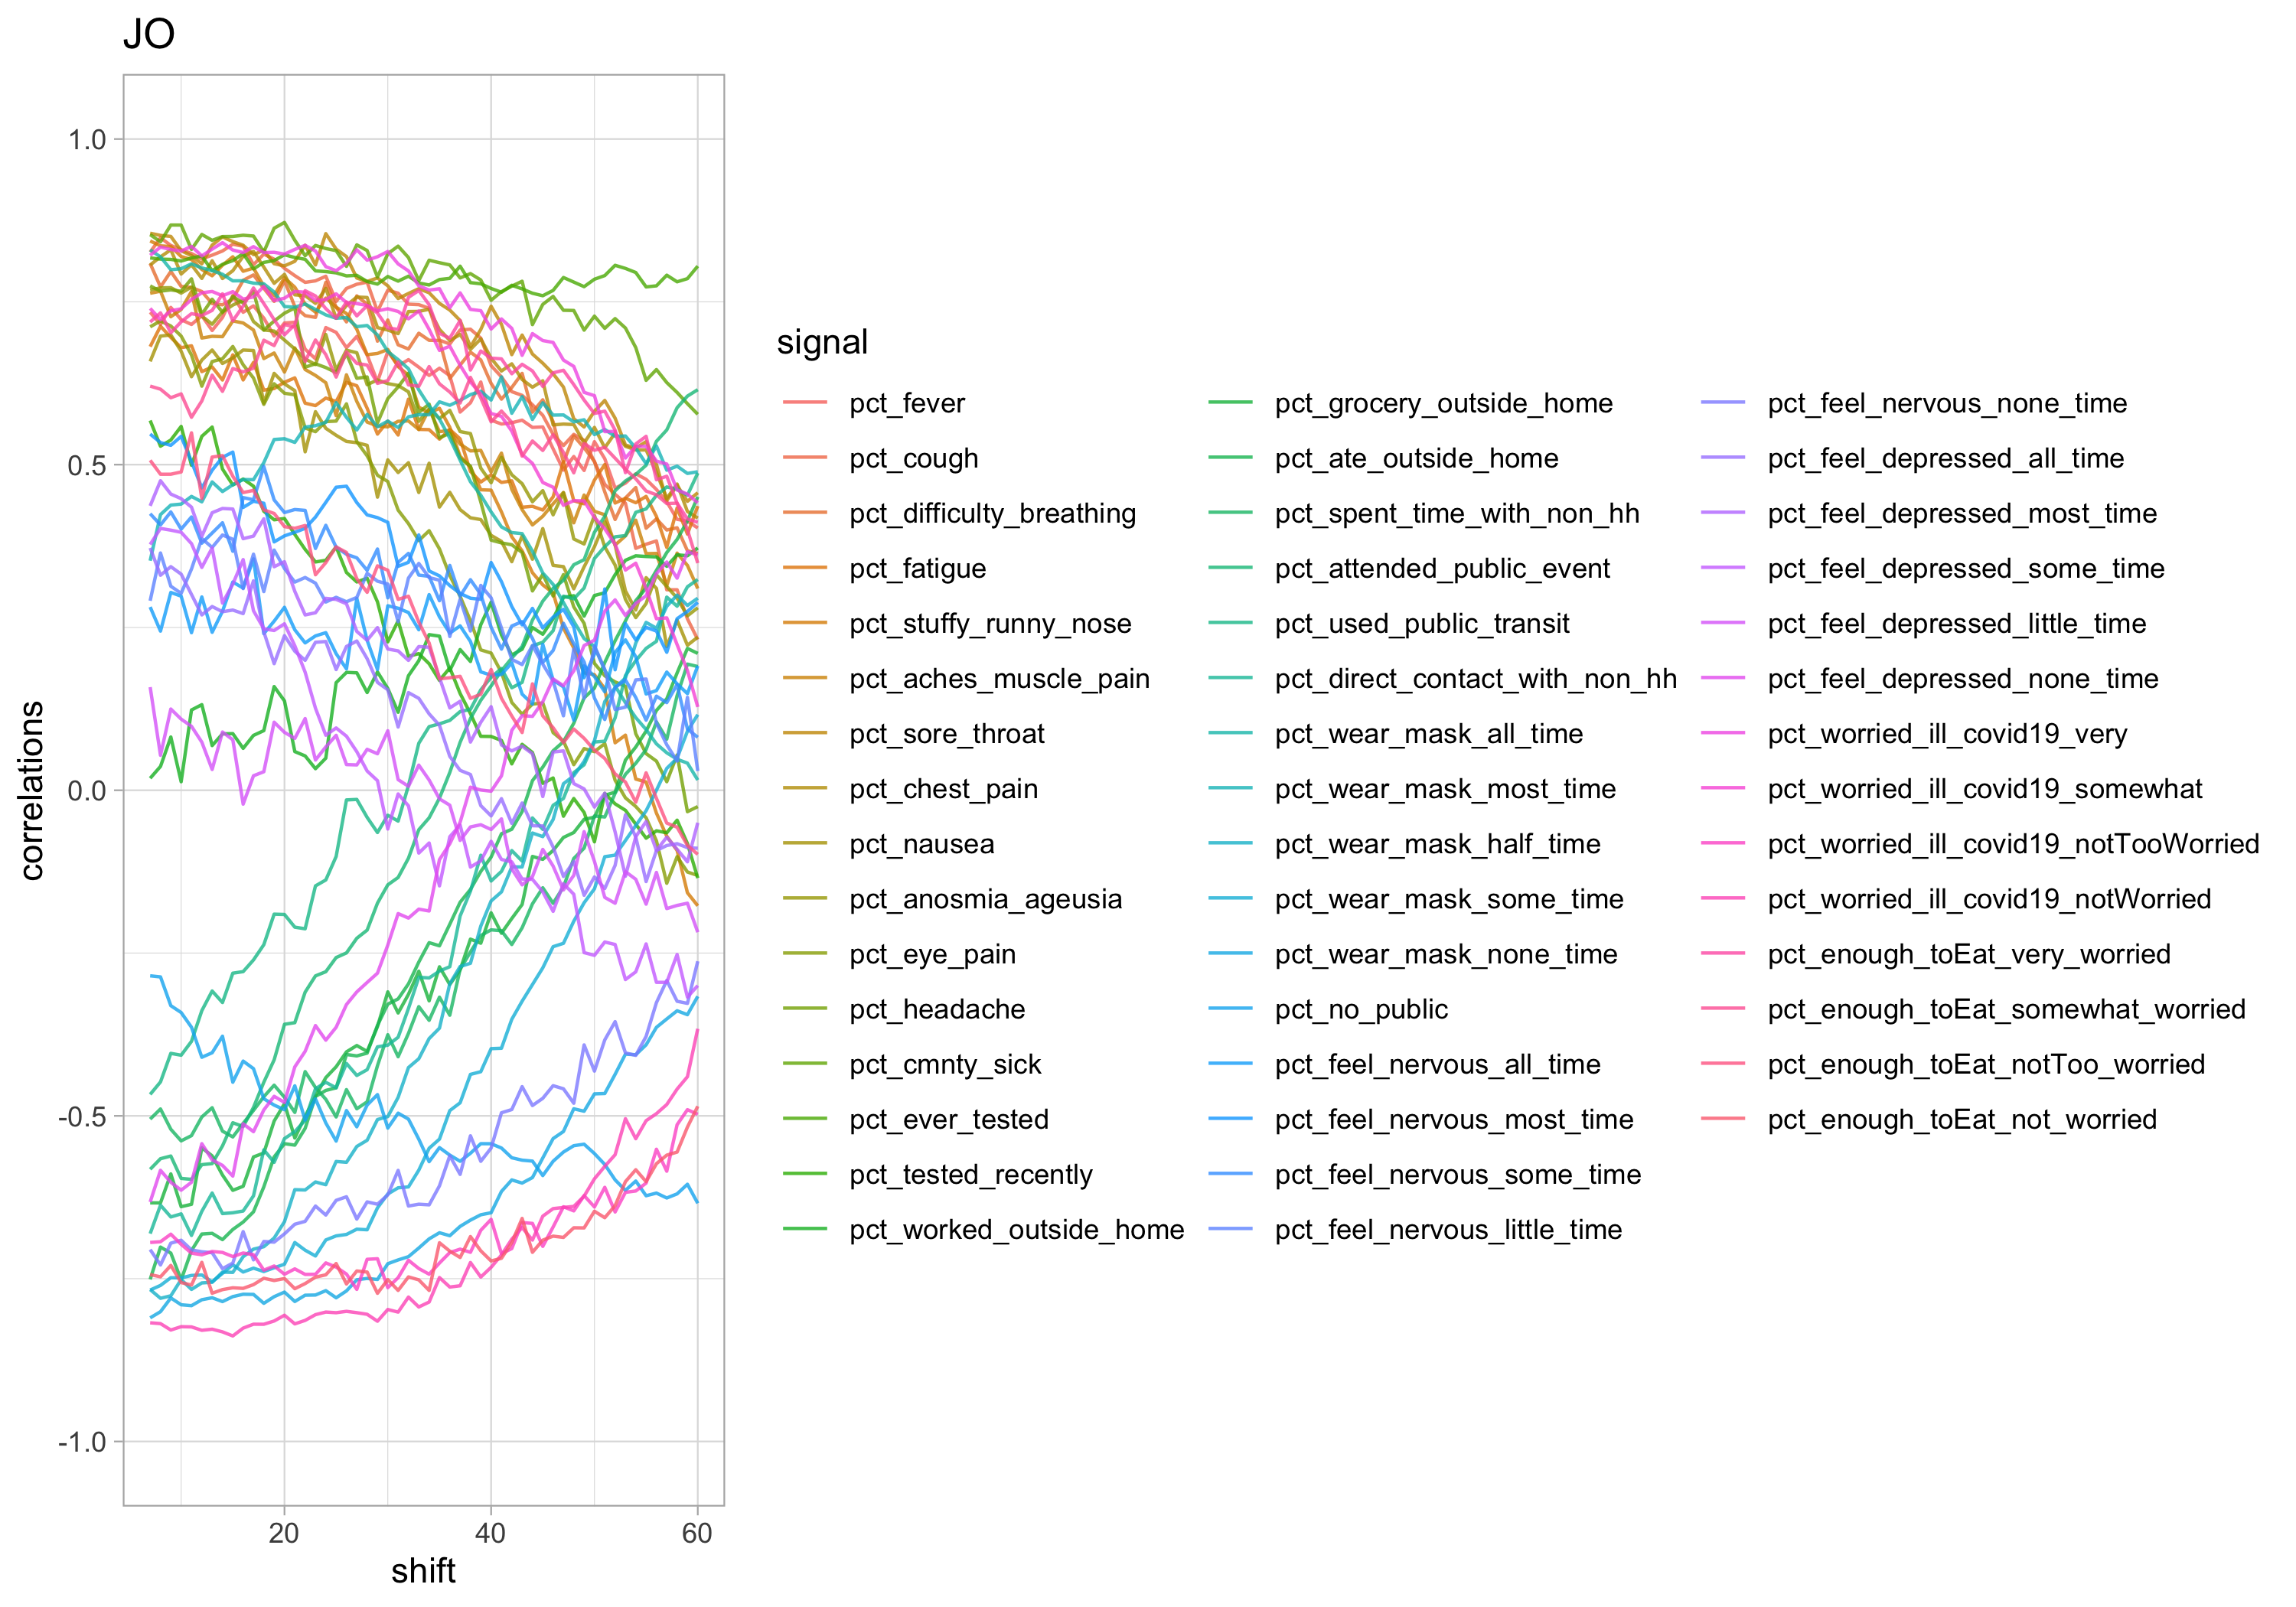 JO
correlations
1.0
0.5
0.0
-0.5
-1.0
20
40
60
shift
signal
pct_fever
pct_cough
pct_difficulty_breathing
pct_fatigue
pct_stuffy_runny_nose
pct_aches_muscle_pain
pct_sore_throat
pct_chest_pain
pct_nausea
pct_anosmia_ageusia
pct_eye_pain
pct_headache
pct_cmnty_sick
pct_ever_tested
pct_tested_recently
pct_worked_outside_home
pct_grocery_outside_home
pct_ate_outside_home
pct_spent_time_with_non_hh
pct_attended_public_event
pct_used_public_transit
pct_direct_contact_with_non_hh
pct_wear_mask_all_time
pct_wear_mask_most_time
pct_wear_mask_half_time
pct_wear_mask_some_time
pct_wear_mask_none_time
pct_no_public
pct_feel_nervous_all_time
pct_feel_nervous_most_time
pct_feel_nervous_some_time
pct_feel_nervous_little_time
pct_feel_nervous_none_time
pct_feel_depressed_all_time
pct_feel_depressed_most_time
pct_feel_depressed_some_time
pct_feel_depressed_little_time
pct_feel_depressed_none_time
pct_worried_ill_covid19_very
pct_worried_ill_covid19_somewhat
pct_worried_ill_covid19_notTooWorried
pct_worried_ill_covid19_notWorried
pct_enough_toEat_very_worried
pct_enough_toEat_somewhat_worried
pct_enough_toEat_notToo_worried
pct_enough_toEat_not_worried